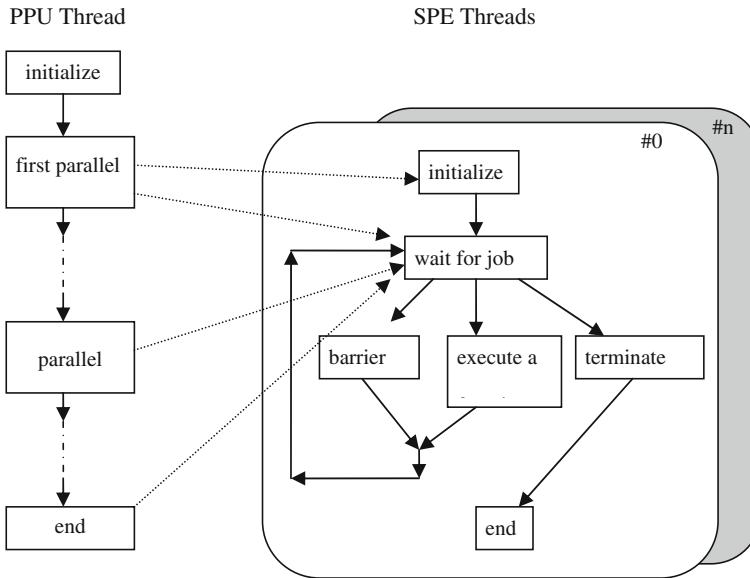 PPU Thread
SPE Threads
initialize
first parallel
parallel
end
#n
#0
initialize
wait for job
barrier
execute a
terminate
end